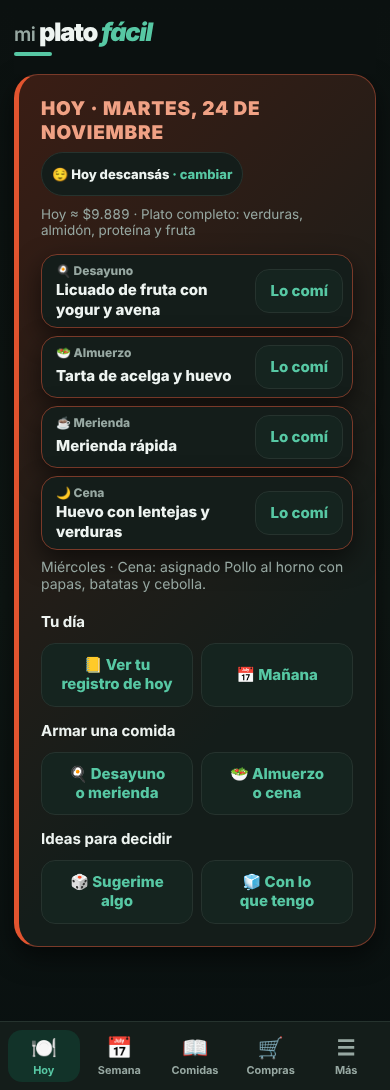 mi plato fácil
HOY · MARTES, 24 DE
NOVIEMBRE
😌 Hoy descansás · cambiar
Hoy ≈ $9.889 · Plato completo: verduras,
almidón, proteína y fruta
🍳 Desayuno
Licuado de fruta con
yogur y avena
Lo comí
🥗 Almuerzo
Tarta de acelga y huevo
Lo comí
☕ Merienda
Merienda rápida
Lo comí
🌙 Cena
Huevo con lentejas y
verduras
Lo comí
Miércoles · Cena: asignado Pollo al horno con
papas, batatas y cebolla.
Tu día
📒 Ver tu
registro de hoy
📅 Mañana
Armar una comida
🍳 Desayuno
o merienda
🥗 Almuerzo
o cena
Ideas para decidir
🎲 Sugerime
algo
🧊 Con lo
que tengo
Hoy
Semana
Comidas
Compras
Más